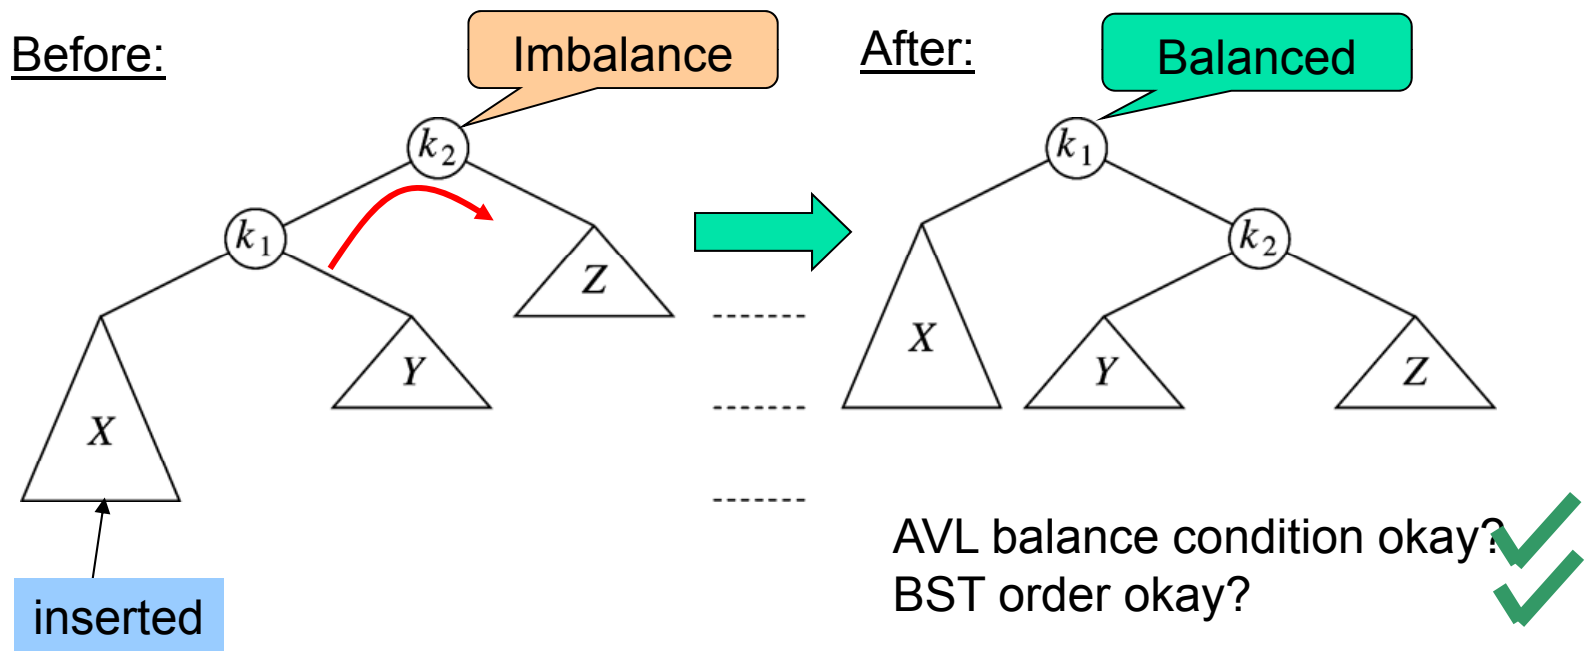 Before:
Imbalance
After:
Balanced
k2
k1
Z
Y
X
inserted
k1
k2
X
Y
Z
AVL balance condition okay?
BST order okay?